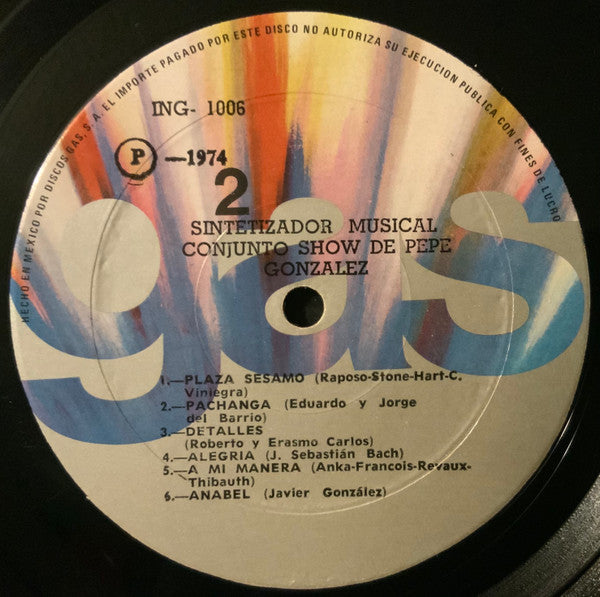 HECHO EN MEXICO POR DISCOS GAS, S. A. EL IMPORTE PAGADO POR ESTE DISCO NO AUTORIZA SU EJECUCION PUBLICA CON FINES DE LUCRO
ING- 1006
P —1974
2
gas
SINTETIZADOR MUSICAL
CONJUNTO SHOW DE PEPE
GONZALEZ
1.—PLAZA SESAMO (Raposo-Stone-Hart-C.
Viniegra)
2.—PACHANGA (Eduardo y Jorge
del Barrio)
3.—DETALLES
(Roberto y Erasmo Carlos)
4.—ALEGRIA (J. Sebastián Bach)
5.—A MI MANERA (Anka-Francois-Revaux-
Thibauth)
6.—ANABEL (Javier González)